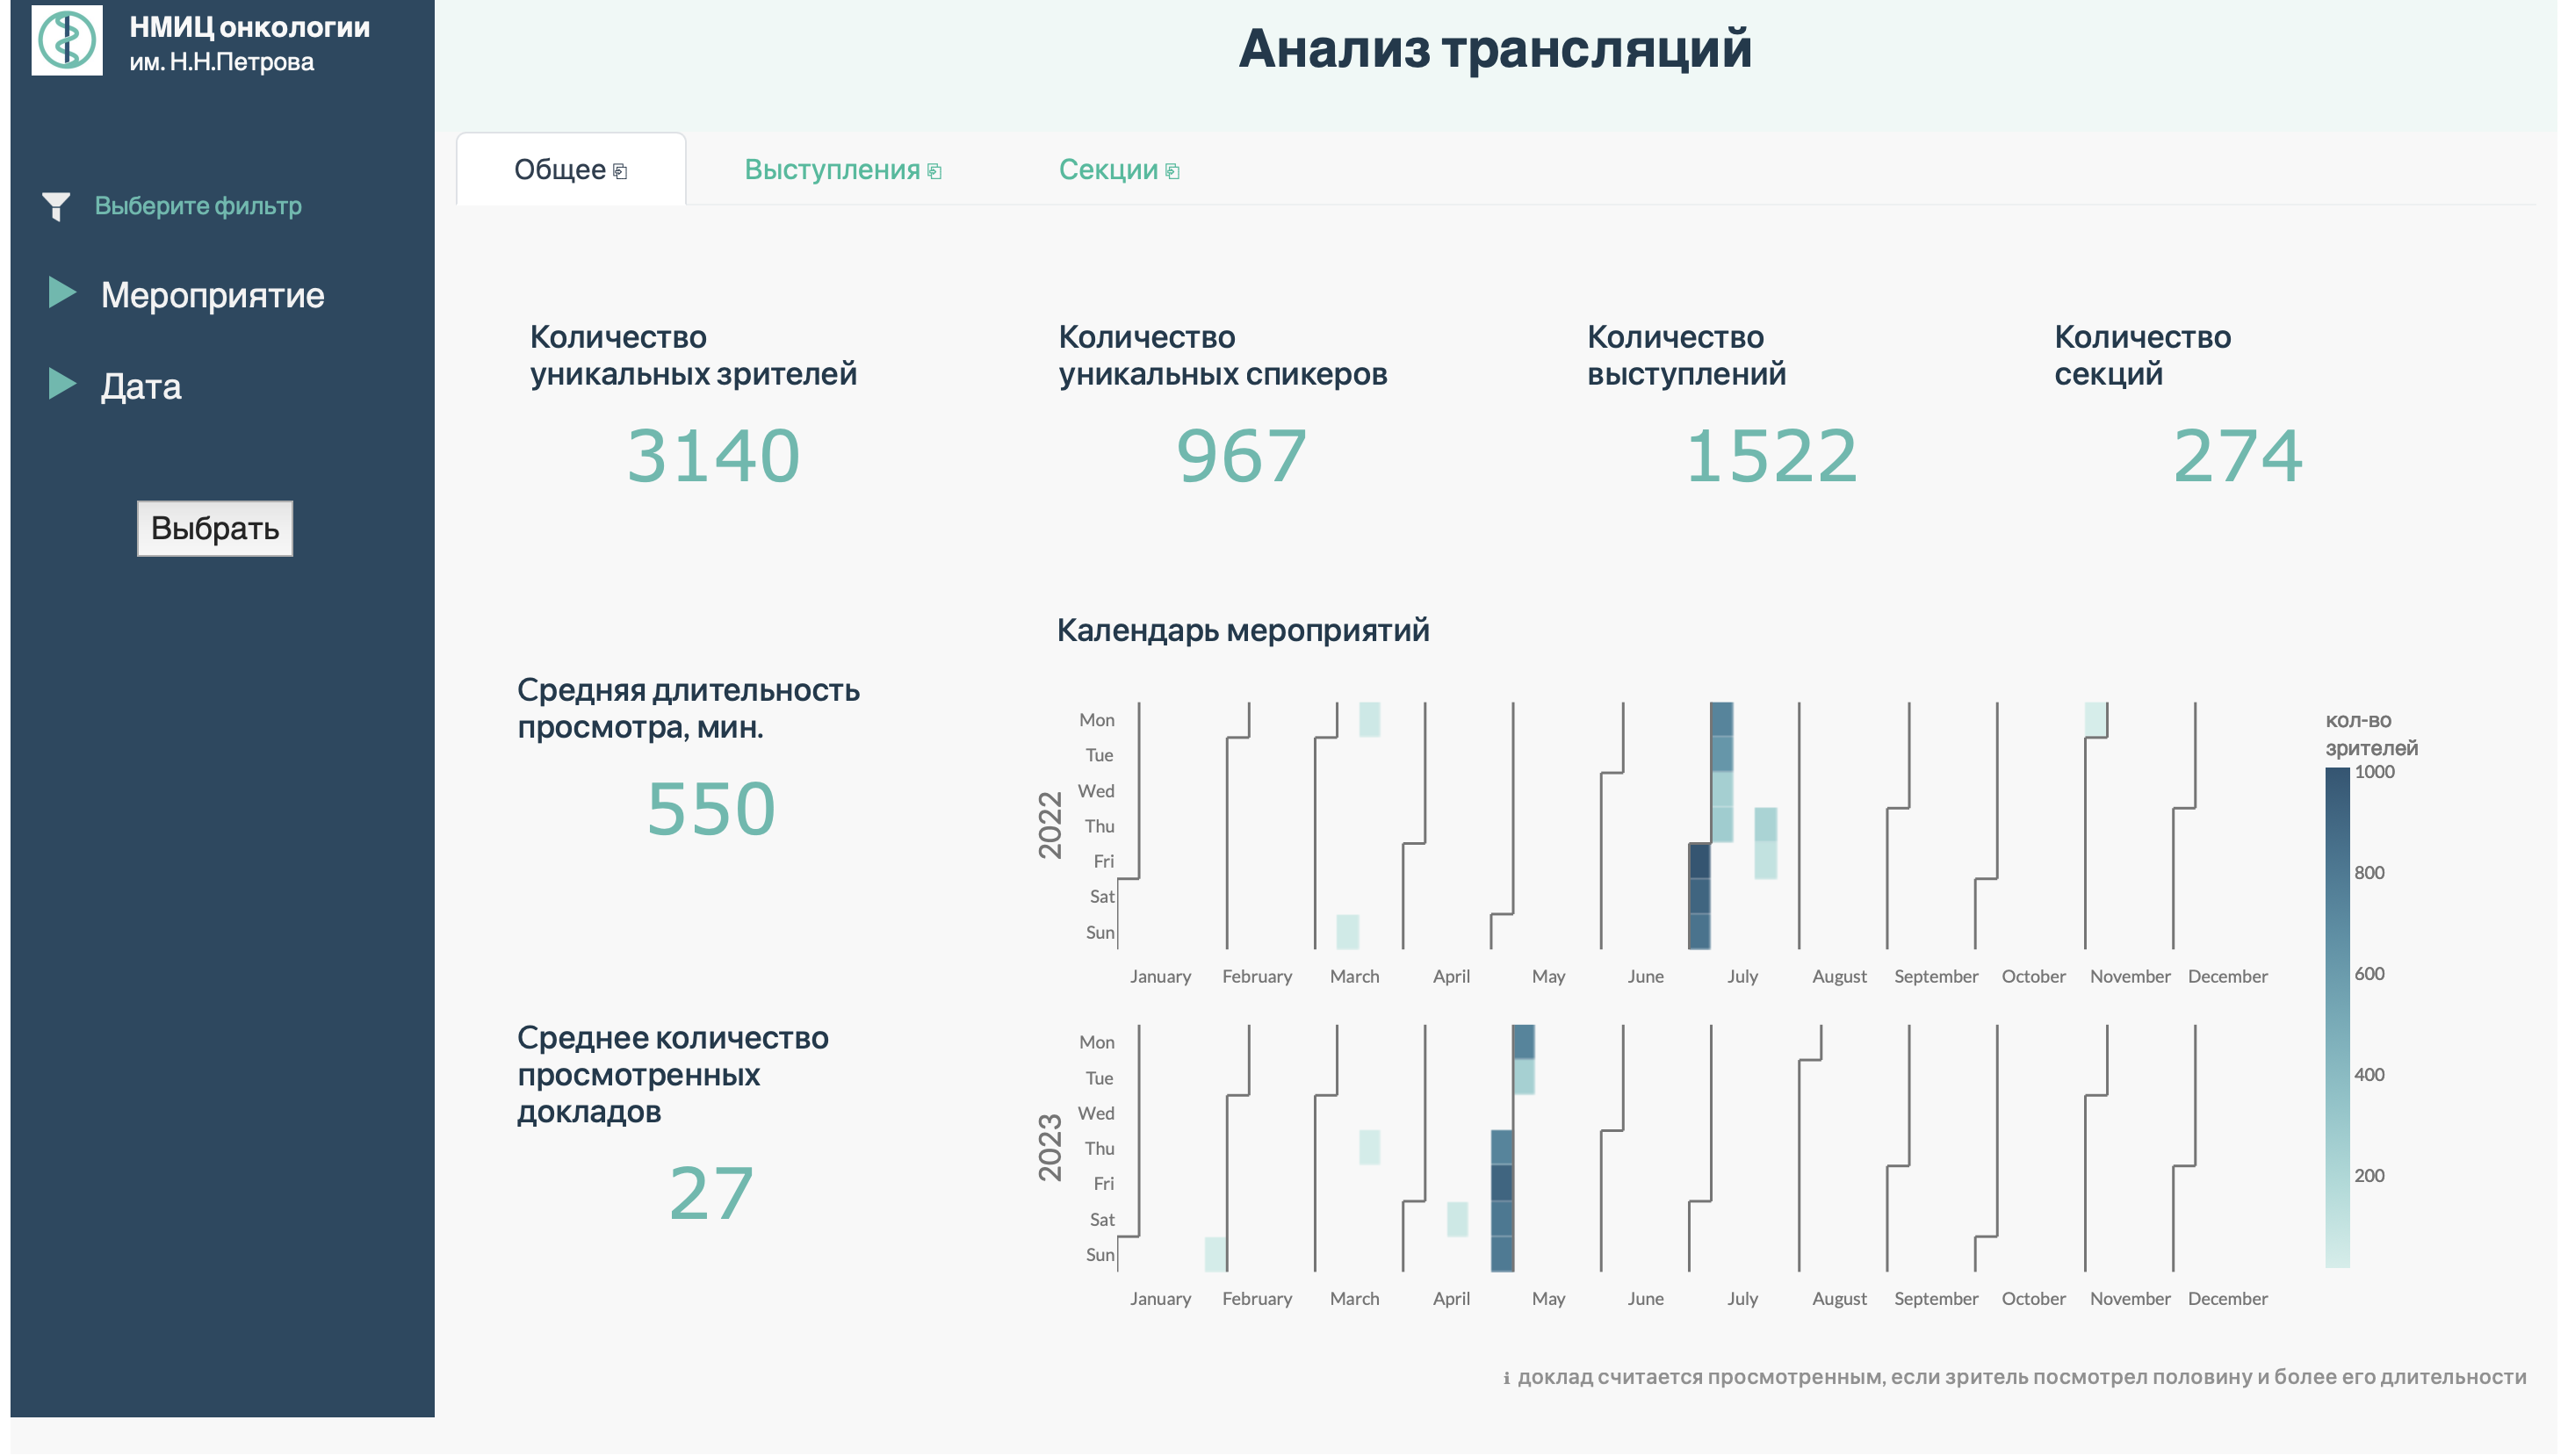 НМИЦ онкологии
им. Н.Н.Петрова
Анализ трансляций
Выберите фильтр
Мероприятие
Дата
Выбрать
Общее
Выступления
Секции
Количество
уникальных зрителей
3140
Количество
уникальных спикеров
967
Количество
выступлений
1522
Количество
секций
274
Средняя длительность
просмотра, мин.
550
Среднее количество
просмотренных
докладов
27
Календарь мероприятий
2022
Mon
Tue
Wed
Thu
Fri
Sat
Sun
January February March April May June July August September October November December
2023
Mon
Tue
Wed
Thu
Fri
Sat
Sun
January February March April May June July August September October November December
кол-во
зрителей
1000
800
600
400
200
i доклад считается просмотренным, если зритель посмотрел половину и более его длительности